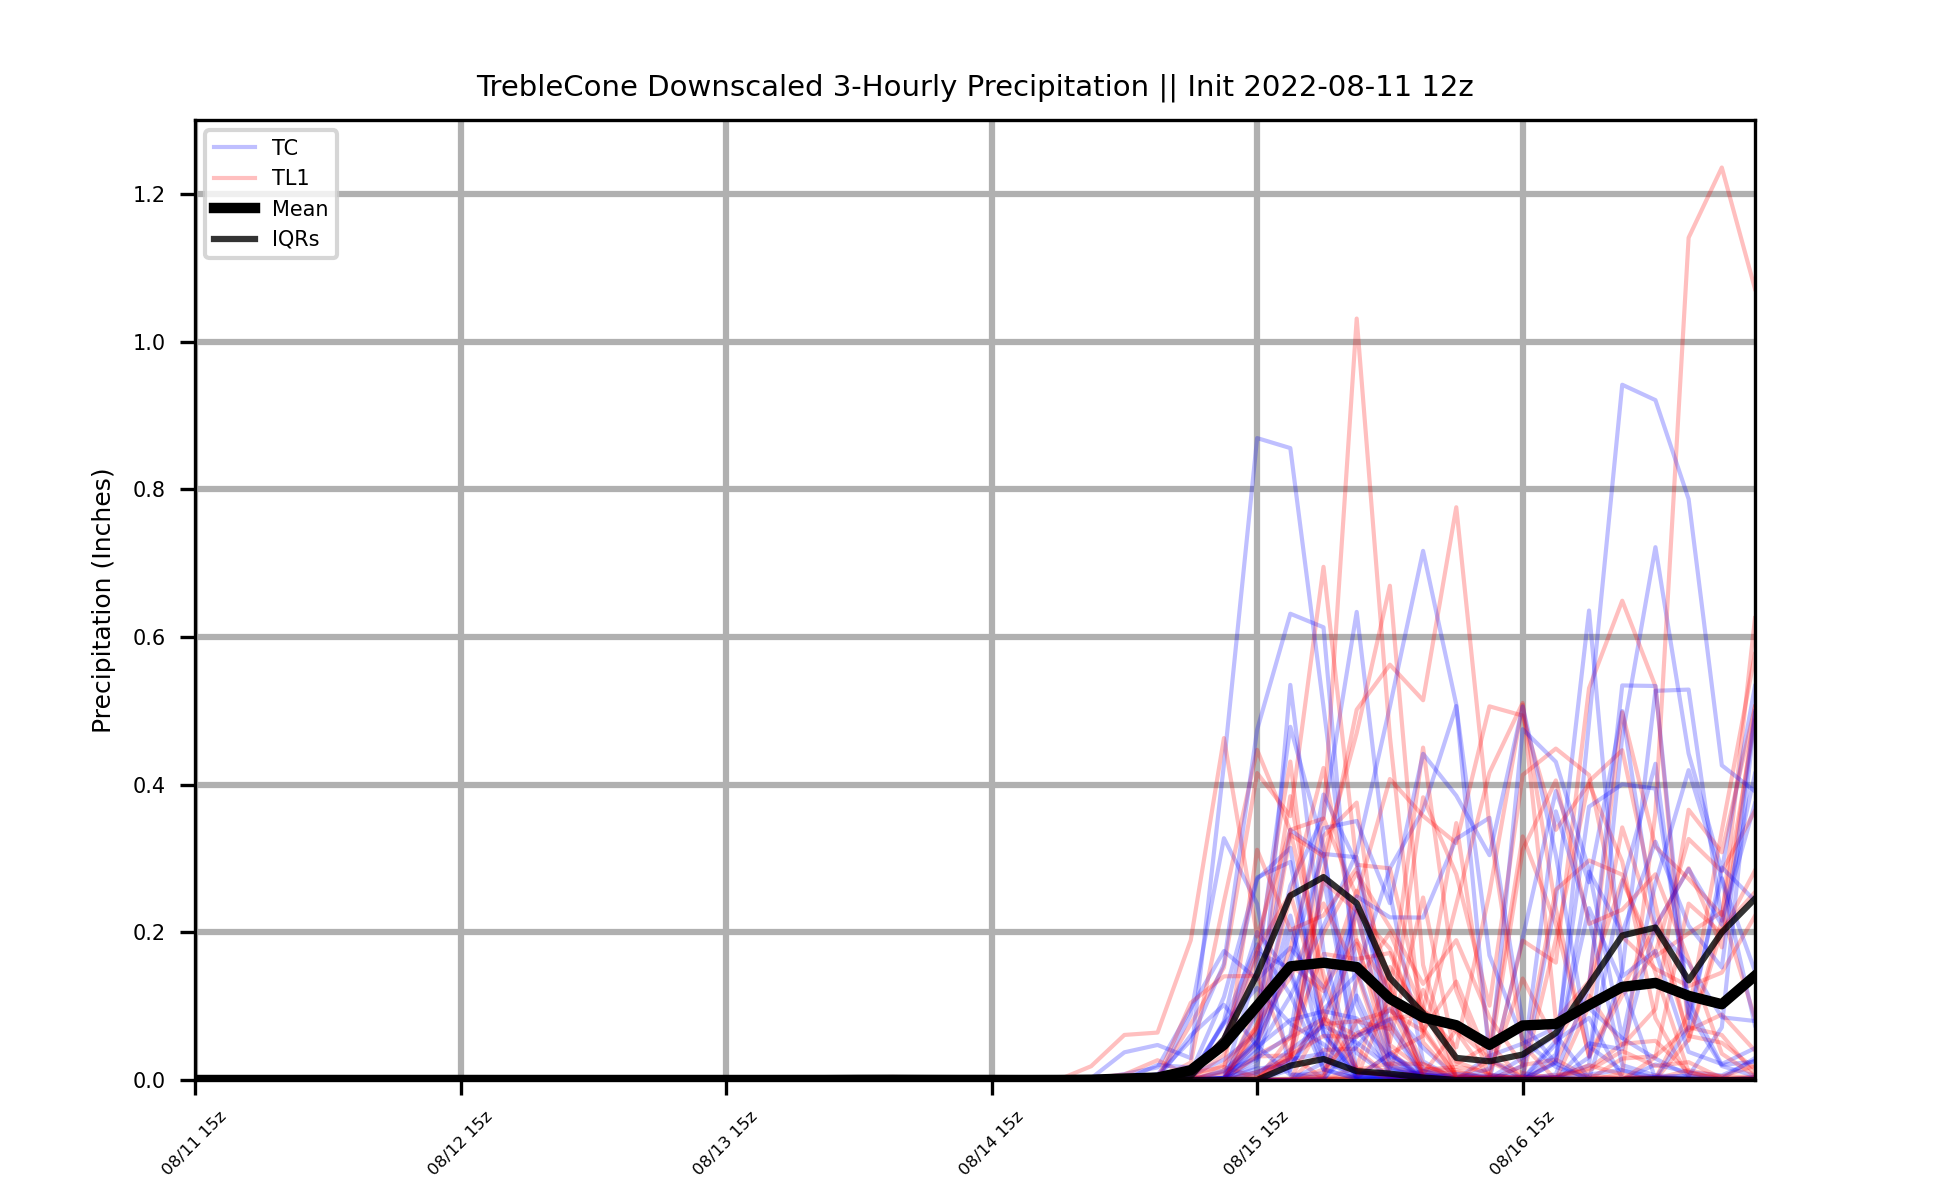 TrebleCone Downscaled 3-Hourly Precipitation || Init 2022-08-11 12z
TC
TL1
Mean
IQRs
Precipitation (Inches)
1.2
1.0
0.8
0.6
0.4
0.2
0.0
08/11 15z
08/12 15z
08/13 15z
08/14 15z
08/15 15z
08/16 15z